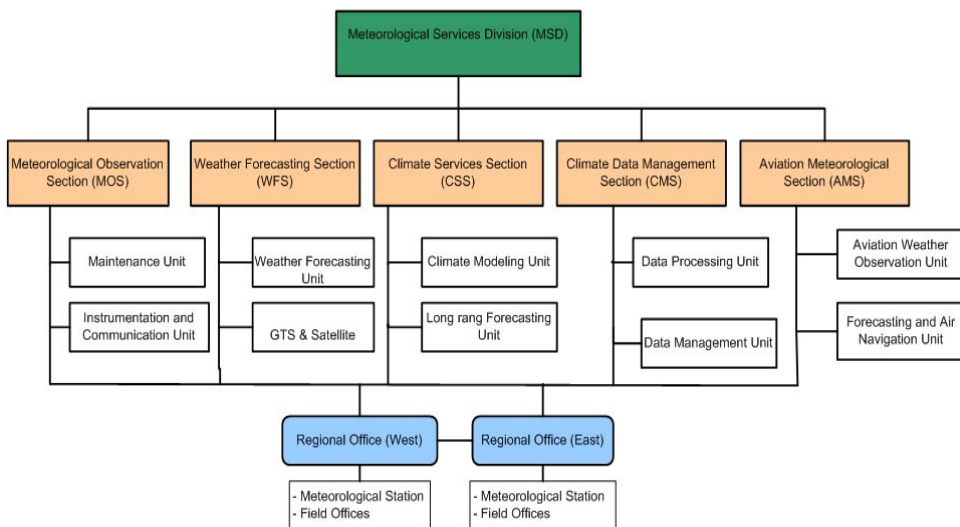 Meteorological Services Division (MSD)
Meteorological Observation
Section (MOS)
Weather Forecasting Section
(WFS)
Climate Services Section
(CSS)
Climate Data Management
Section (CMS)
Aviation Meteorological
Section (AMS)
Maintenance Unit
Instrumentation and
Communication Unit
Weather Forecasting
Unit
GTS & Satellite
Climate Modeling Unit
Long rang Forecasting
Unit
Data Processing Unit
Data Management Unit
Aviation Weather
Observation Unit
Forecasting and Air
Navigation Unit
Regional Office (West)
Regional Office (East)
- Meteorological Station
- Field Offices
- Meteorological Station
- Field Offices